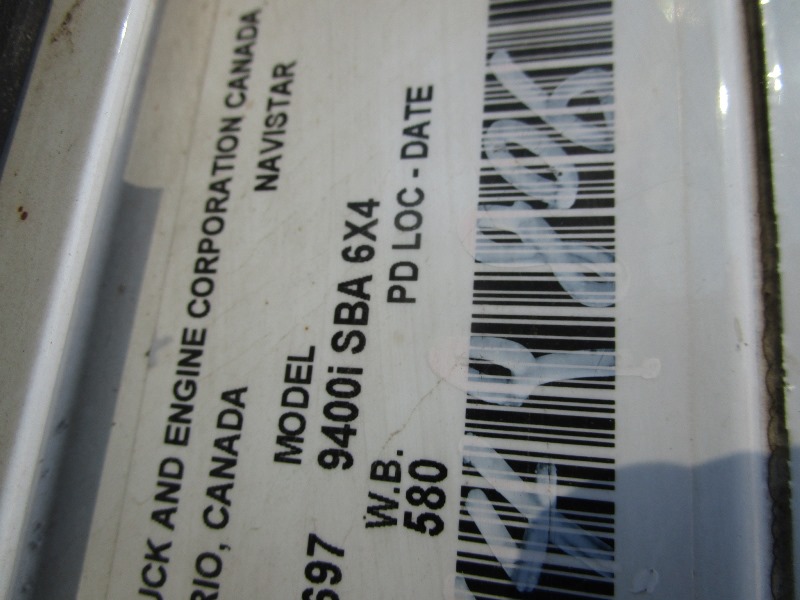 UCK AND ENGINE CORPORATION CANADA
RIO, CANADA NAVISTAR
MODEL
9400i SBA 6X4
697 W.B. PD LOC - DATE
580